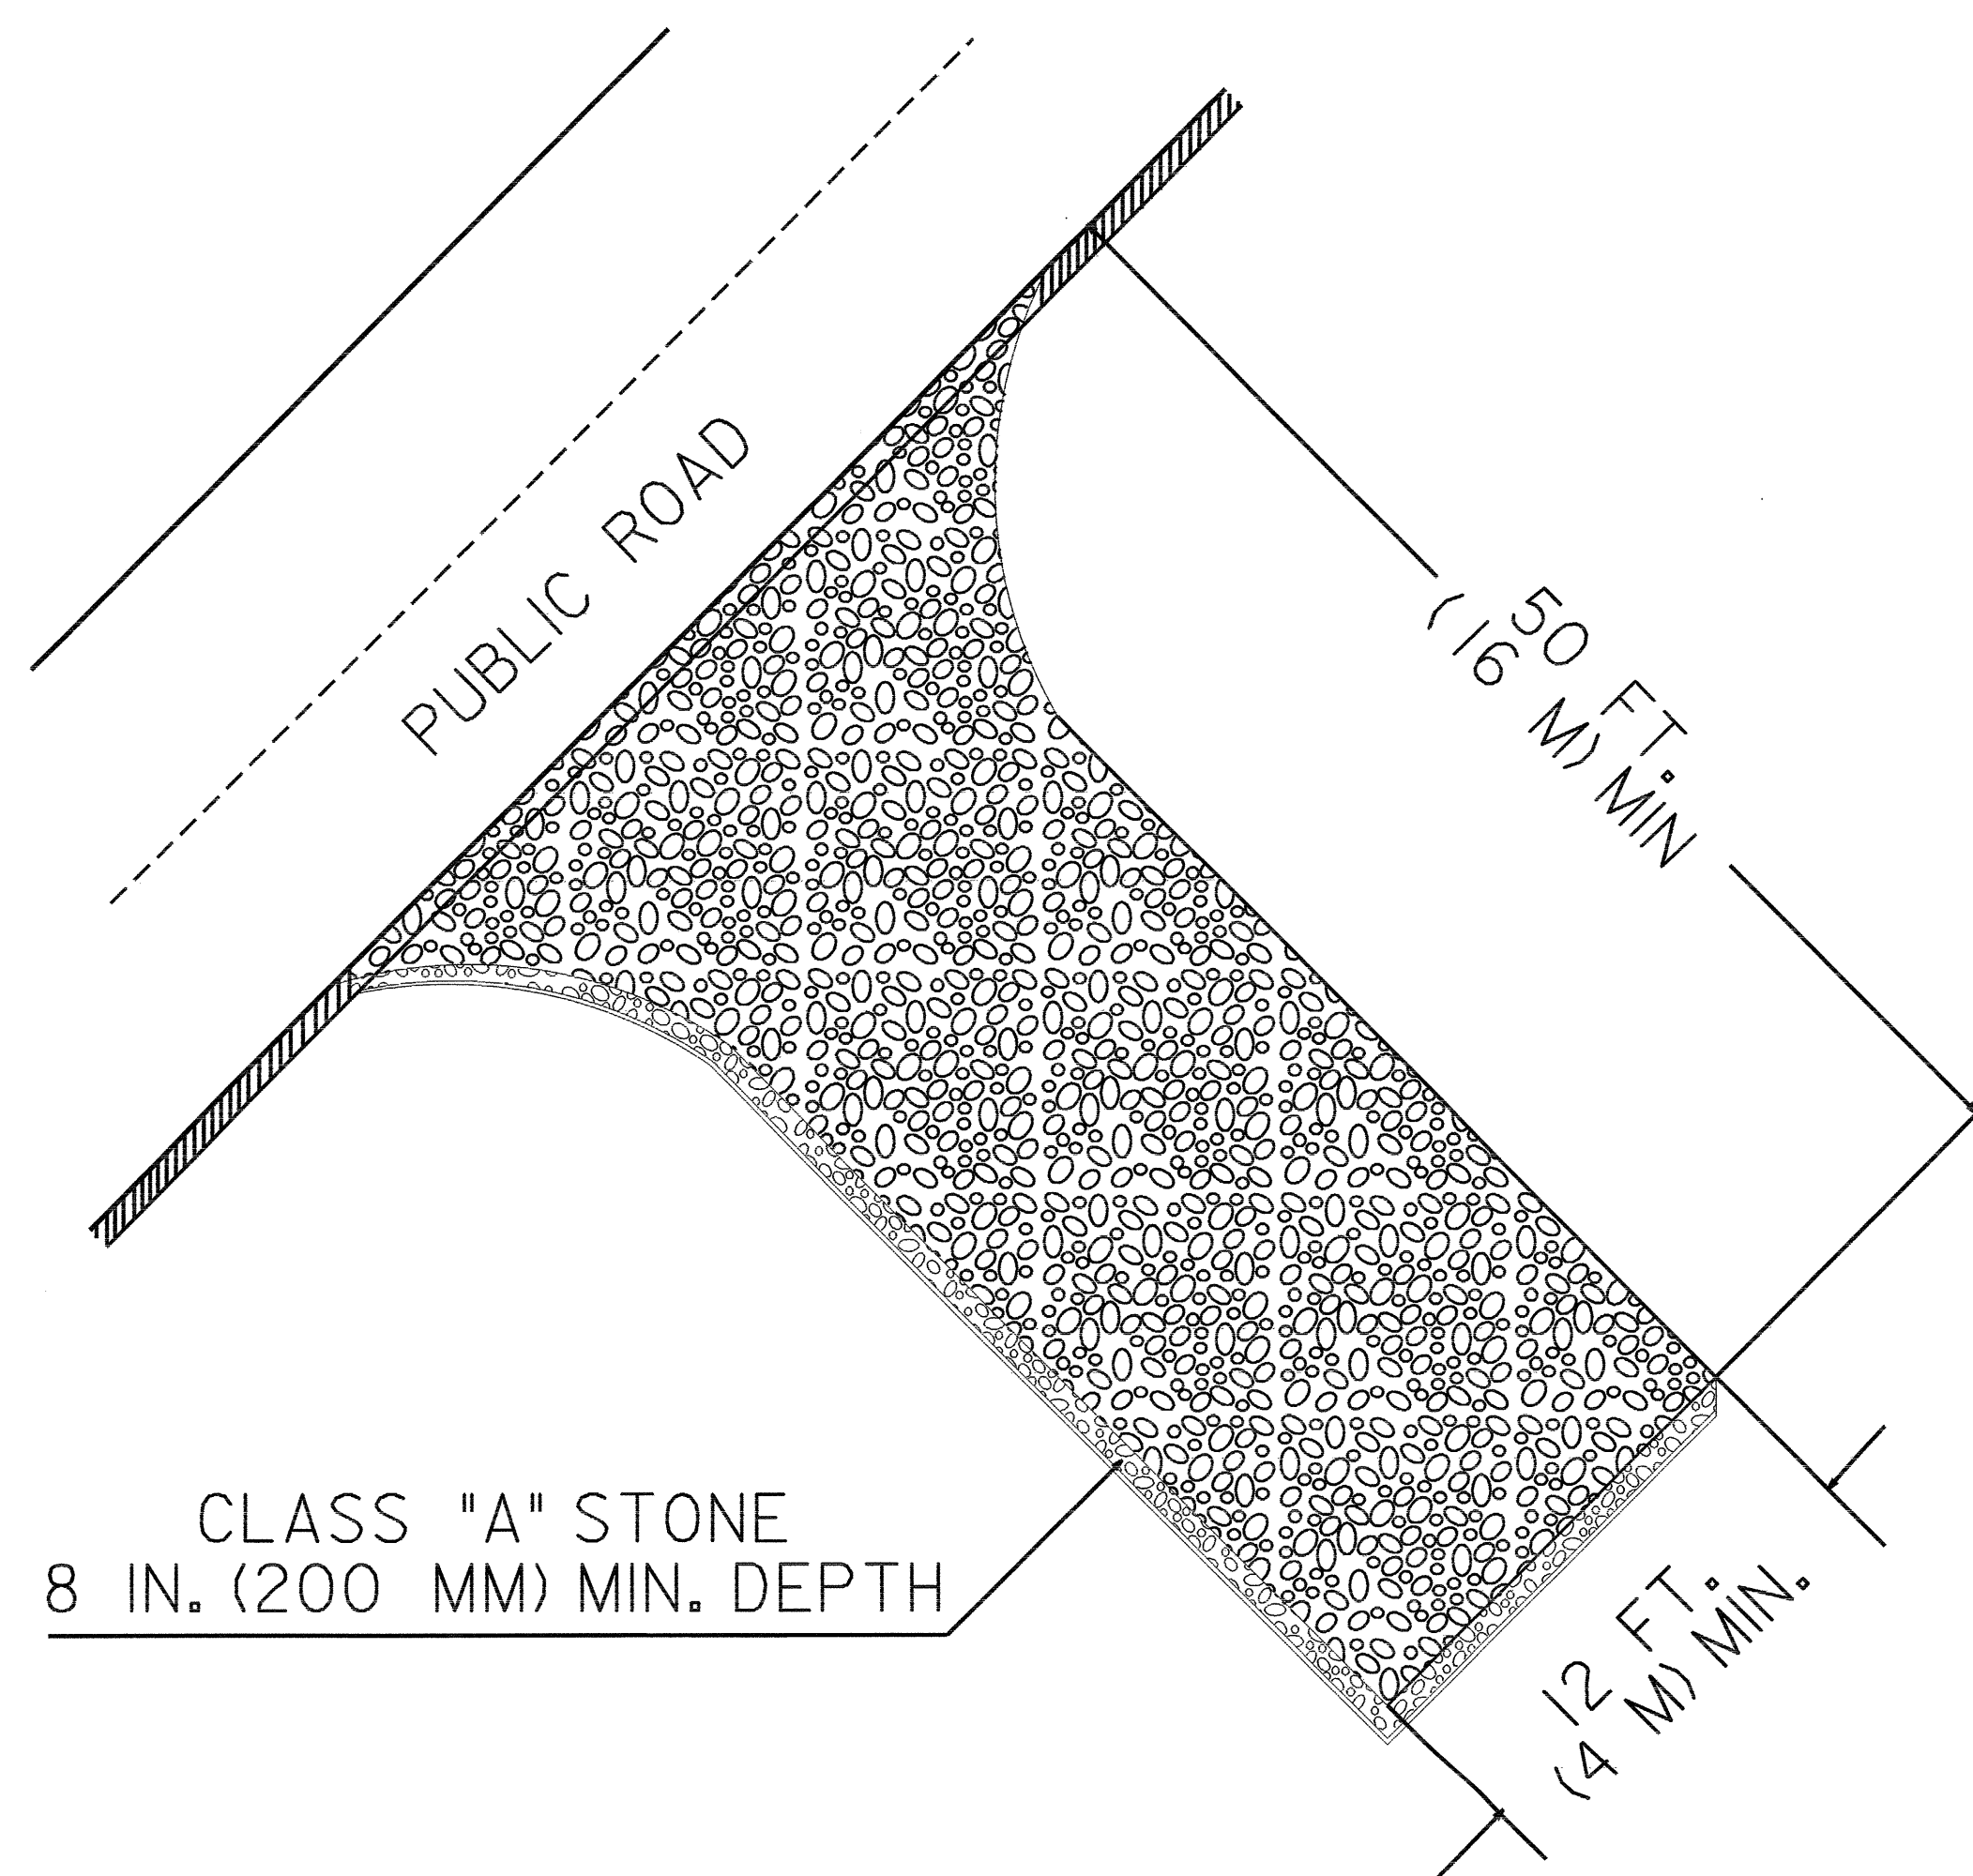 PUBLIC ROAD
50 FT.
(16 M) MIN
CLASS "A" STONE
8 IN. (200 MM) MIN. DEPTH
12 FT.
(4 M) MIN.